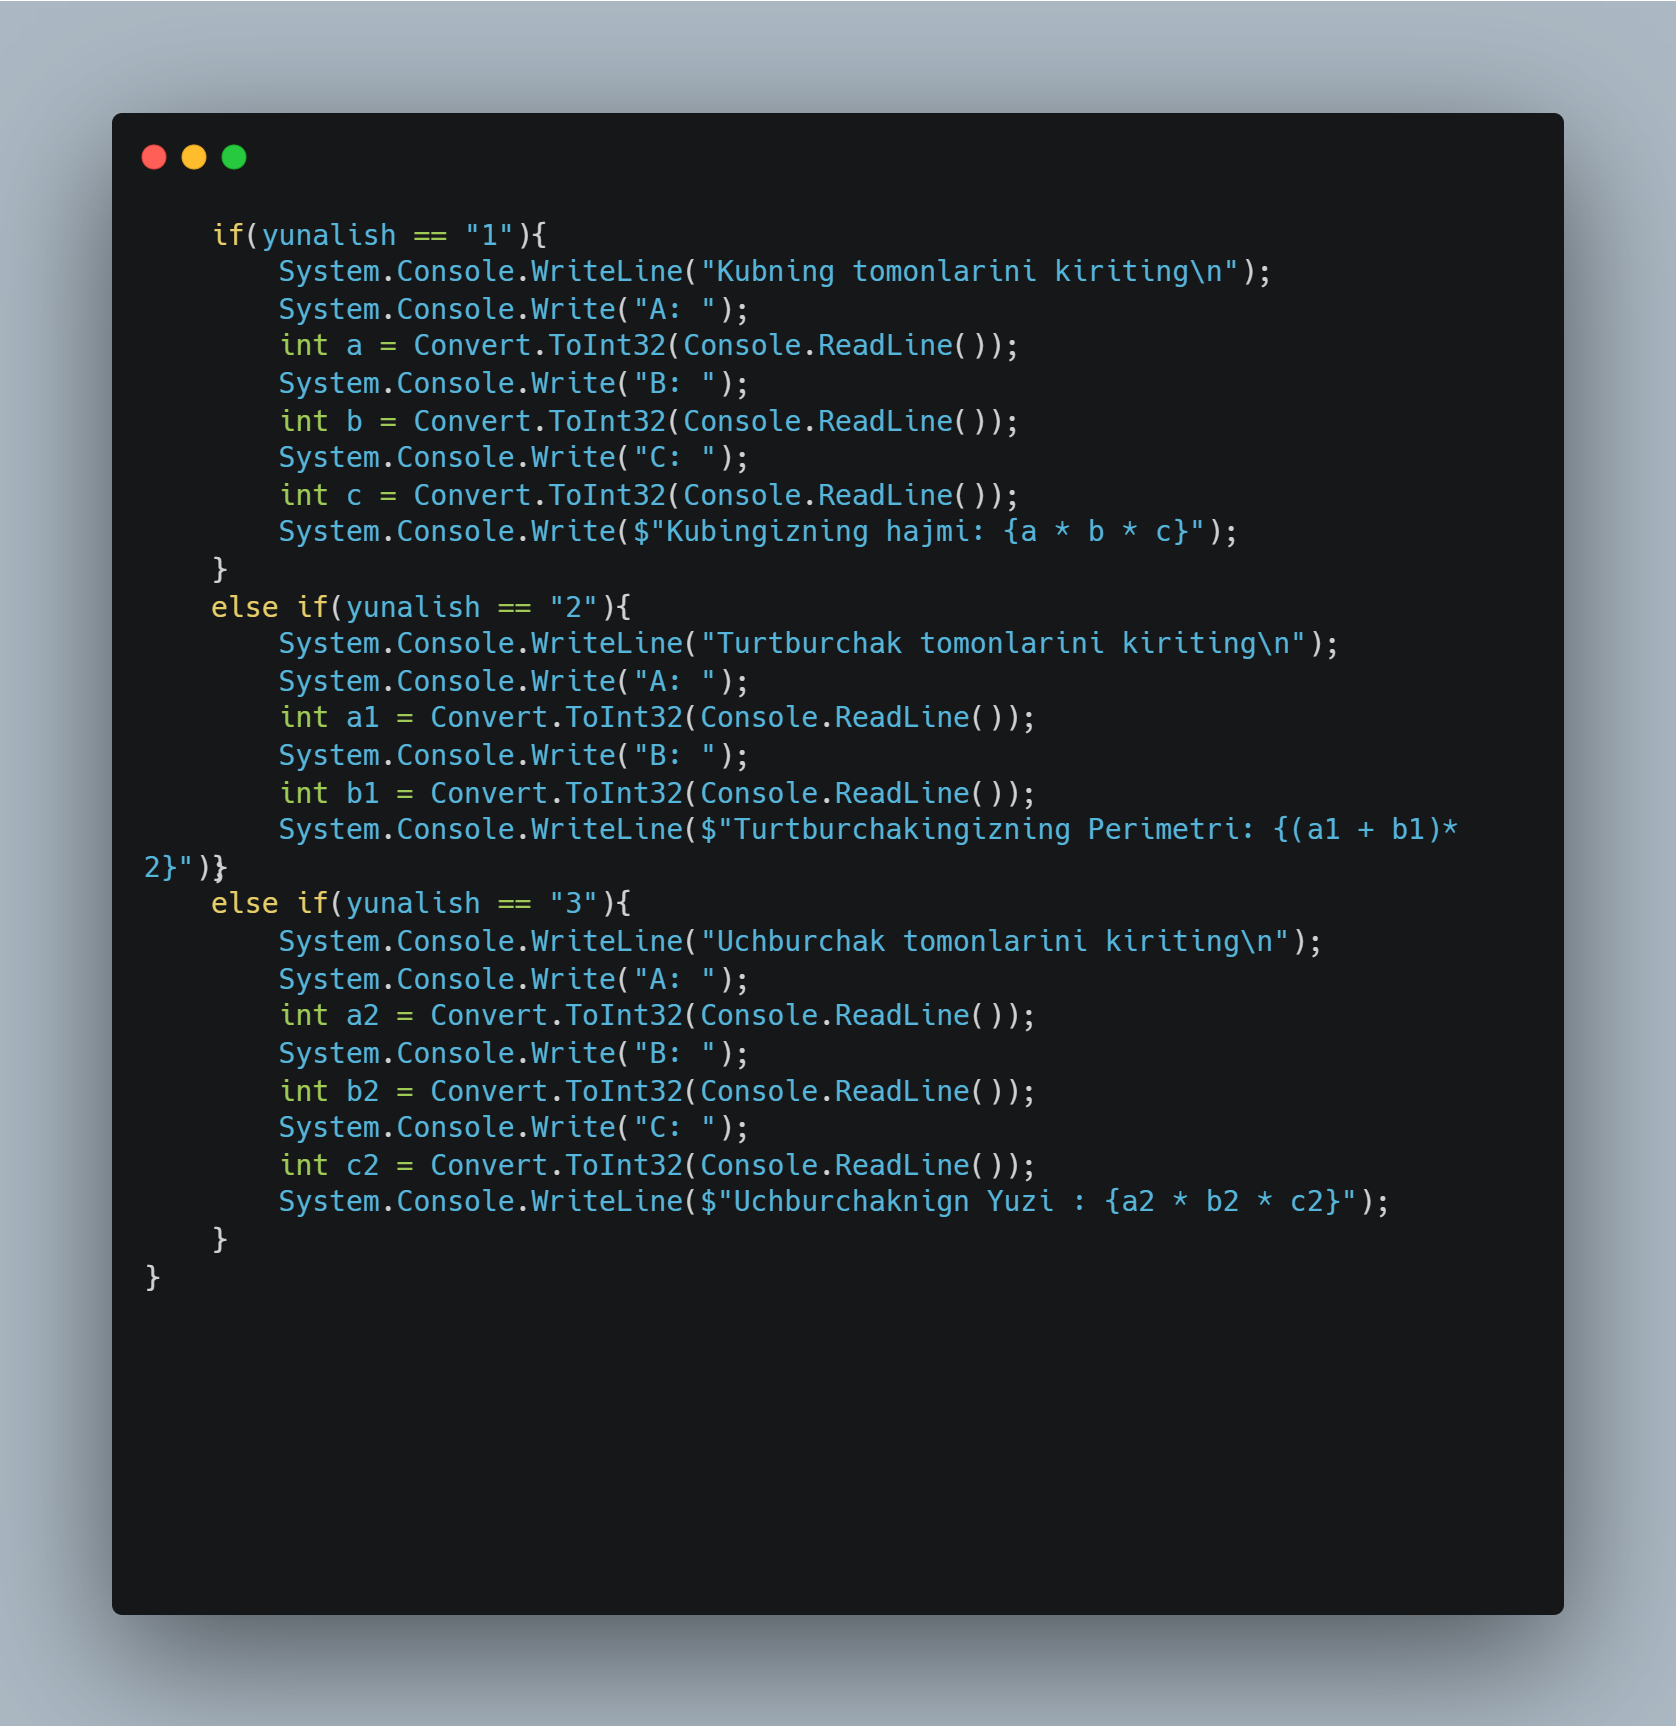 if(yunalish == "1"){
System.Console.WriteLine("Kubning tomonlarini kiriting\n");
System.Console.Write("A: ");
int a = Convert.ToInt32(Console.ReadLine());
System.Console.Write("B: ");
int b = Convert.ToInt32(Console.ReadLine());
System.Console.Write("C: ");
int c = Convert.ToInt32(Console.ReadLine());
System.Console.Write($"Kubingizning hajmi: {a * b * c}");
}
else if(yunalish == "2"){
System.Console.WriteLine("Turtburchak tomonlarini kiriting\n");
System.Console.Write("A: ");
int a1 = Convert.ToInt32(Console.ReadLine());
System.Console.Write("B: ");
int b1 = Convert.ToInt32(Console.ReadLine());
System.Console.WriteLine($"Turtburchakingizning Perimetri: {(a1 + b1)*
2}");}
else if(yunalish == "3"){
System.Console.WriteLine("Uchburchak tomonlarini kiriting\n");
System.Console.Write("A: ");
int a2 = Convert.ToInt32(Console.ReadLine());
System.Console.Write("B: ");
int b2 = Convert.ToInt32(Console.ReadLine());
System.Console.Write("C: ");
int c2 = Convert.ToInt32(Console.ReadLine());
System.Console.WriteLine($"Uchburchaknign Yuzi : {a2 * b2 * c2}");
}
}